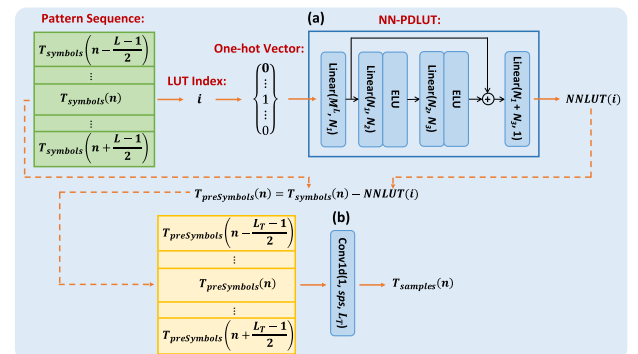 Pattern Sequence:
(a)
NN-PDLUT:
One-hot Vector:
LUT Index:
T_symbols(n - (L - 1)/2)
⋮
T_symbols(n)
⋮
T_symbols(n + (L - 1)/2)
i
0
⋮
1
⋮
0
Linear(M^L, N_1)
Linear(N_1, N_2)
ELU
Linear(N_2, N_3)
ELU
+
Linear(N_1 + N_3, 1)
NNLUT(i)
T_preSymbols(n) = T_symbols(n) - NNLUT(i)
T_preSymbols(n - (L_T - 1)/2)
⋮
T_preSymbols(n)
⋮
T_preSymbols(n + (L_T - 1)/2)
(b)
Conv1d(1, sps, L_T)
T_samples(n)